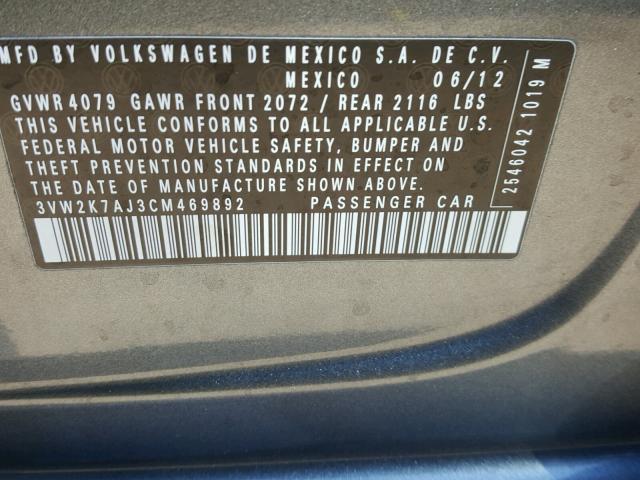 MFD BY VOLKSWAGEN DE MEXICO S.A. DE C.V.
MEXICO 06/12
GVWR 4079 GAWR FRONT 2072 / REAR 2116 LBS
THIS VEHICLE CONFORMS TO ALL APPLICABLE U.S.
FEDERAL MOTOR VEHICLE SAFETY, BUMPER AND
THEFT PREVENTION STANDARDS IN EFFECT ON
THE DATE OF MANUFACTURE SHOWN ABOVE.
3VW2K7AJ3CM469892 PASSENGER CAR
2546042 1019 M